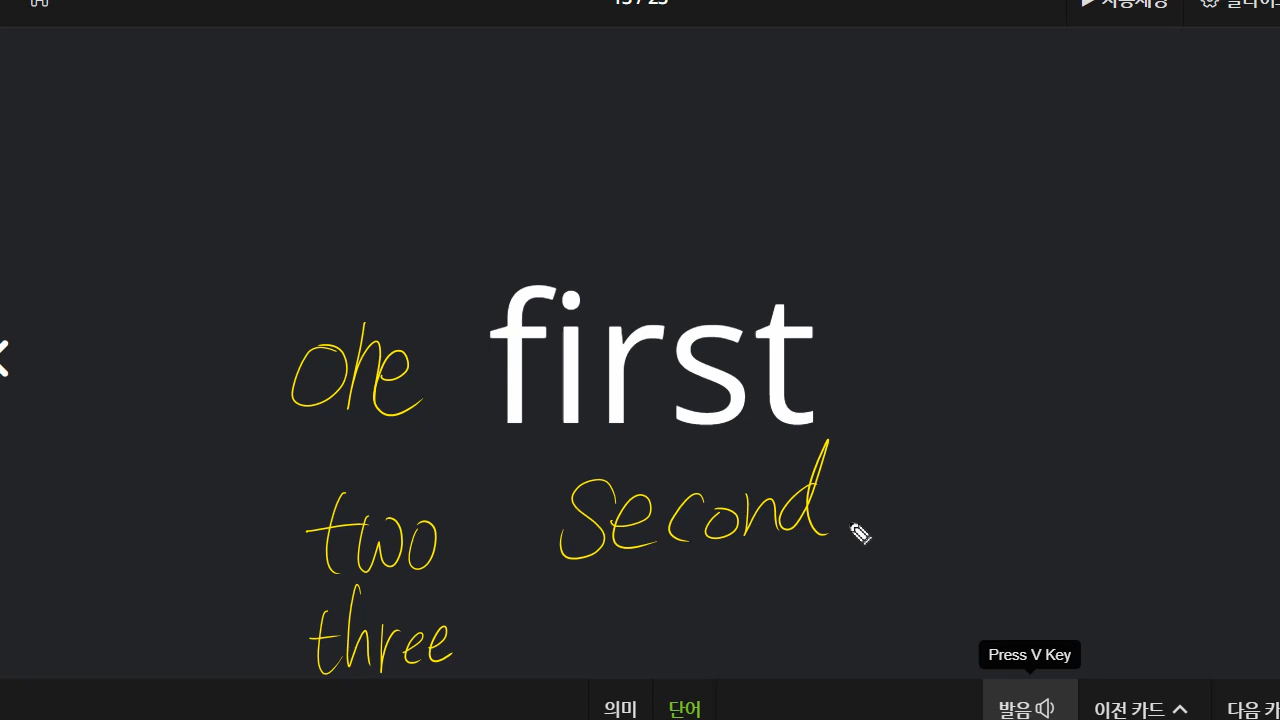 one first
two second
three
Press V Key
의미 단어 발음 이전 카드